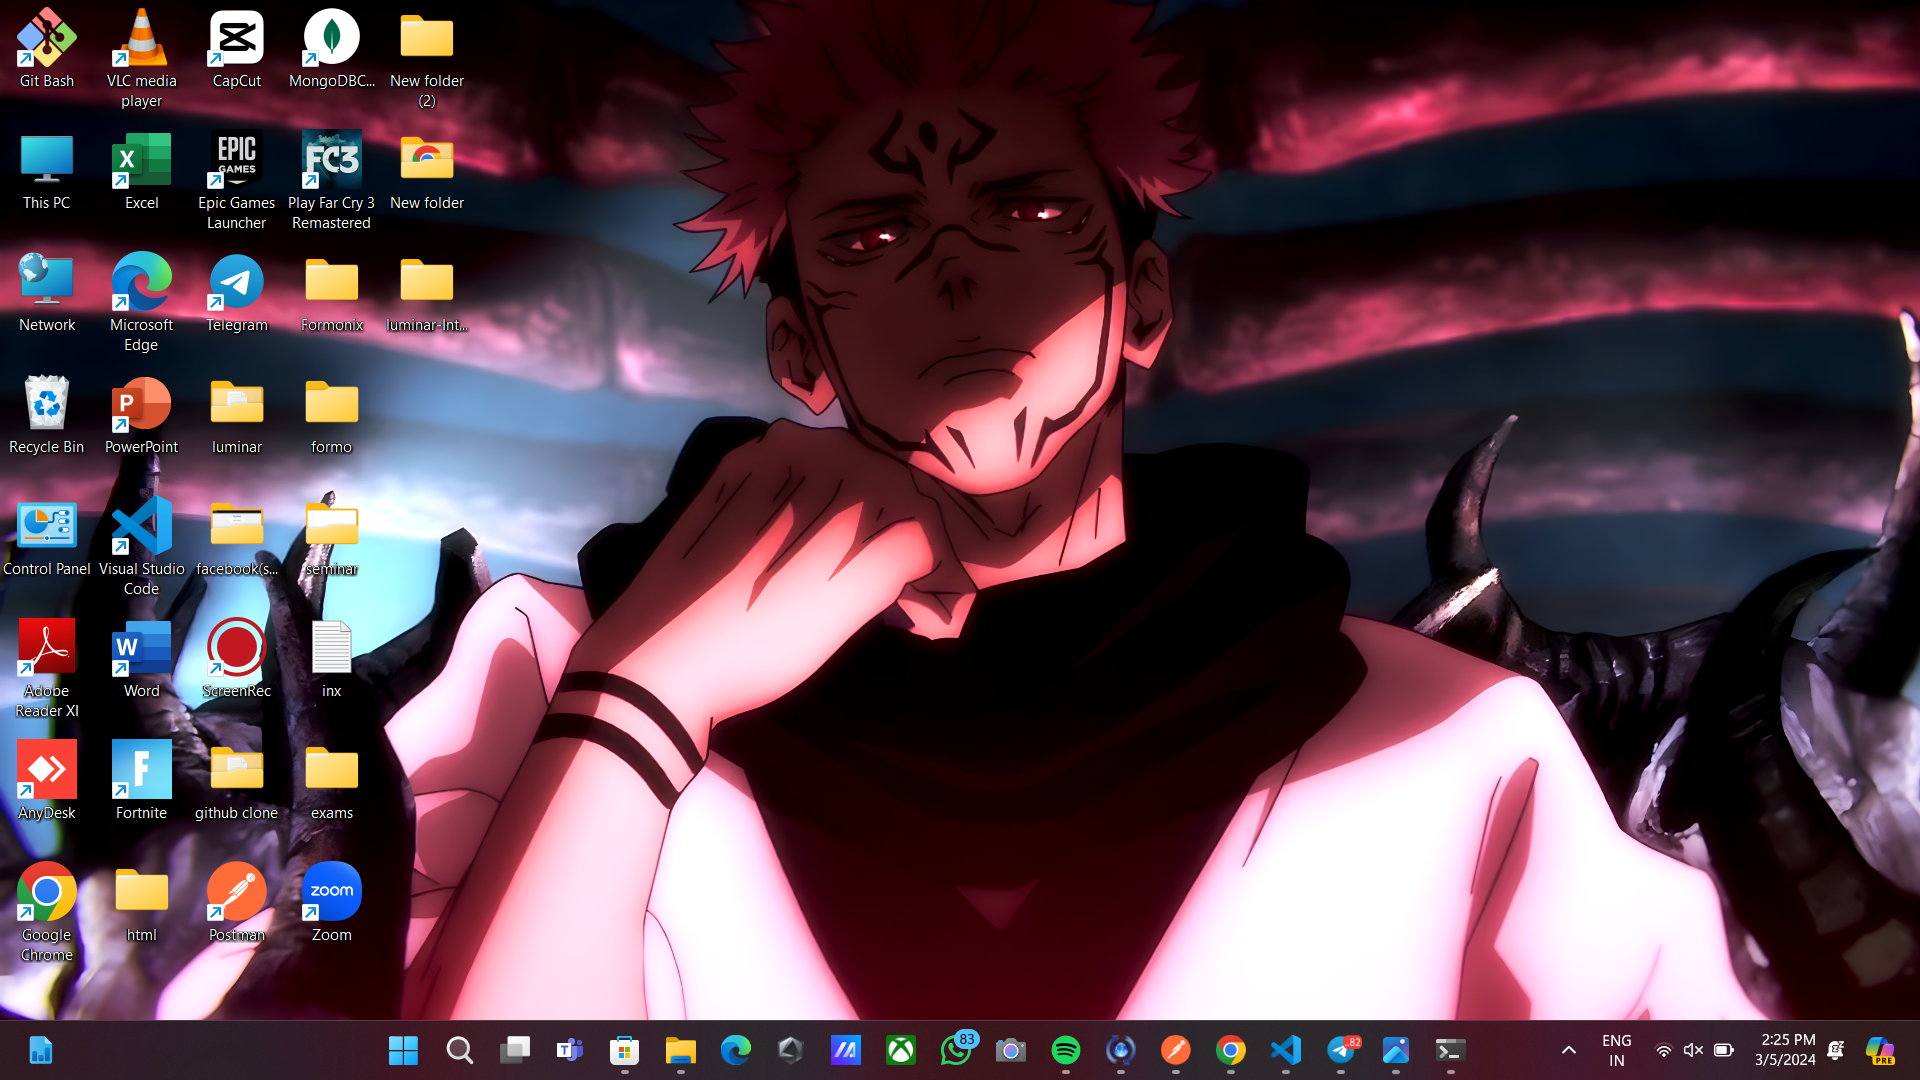 Git Bash
VLC media
player
CapCut
MongoDBC...
New folder
(2)
This PC
Excel
EPIC
GAMES
Epic Games
Launcher
FC3
Play Far Cry 3
Remastered
New folder
Network
Microsoft
Edge
Telegram
Formonix
luminar-Int...
Recycle Bin
PowerPoint
luminar
formo
Control Panel
Visual Studio
Code
facebook(s...
seminar
Adobe
Reader XI
Word
ScreenRec
inx
AnyDesk
Fortnite
github clone
exams
Google
Chrome
html
Postman
zoom
Zoom
83
.82
ENG
IN
2:25 PM
3/5/2024
PRE